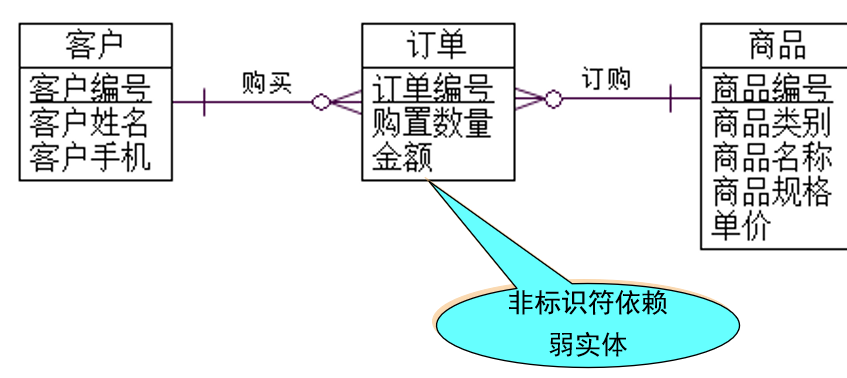 客户
客户编号
客户姓名
客户手机
购买
订单
订单编号
购置数量
金额
订购
商品
商品编号
商品类别
商品名称
商品规格
单价
非标识符依赖
弱实体